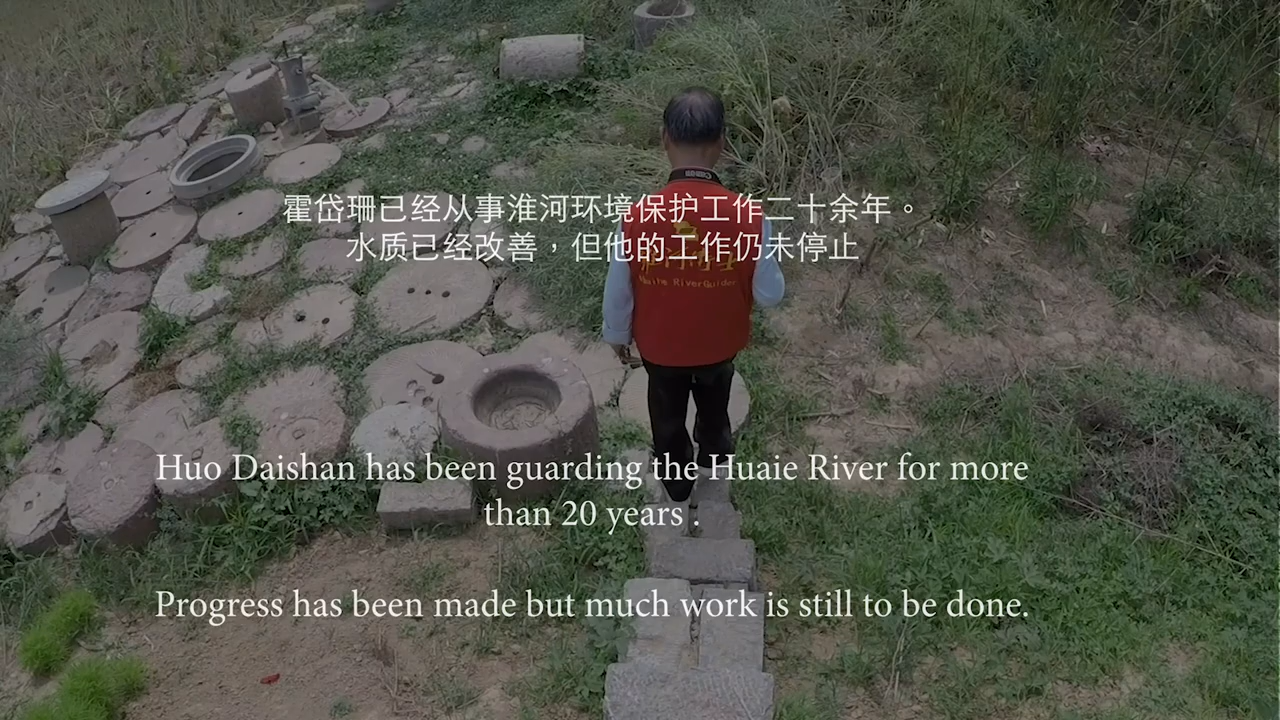 霍岱珊已经从事淮河环境保护工作二十余年。
水质已经改善，但他的工作仍未停止
Huaihe RiverGuider
Huo Daishan has been guarding the Huaie River for more
than 20 years .
Progress has been made but much work is still to be done.